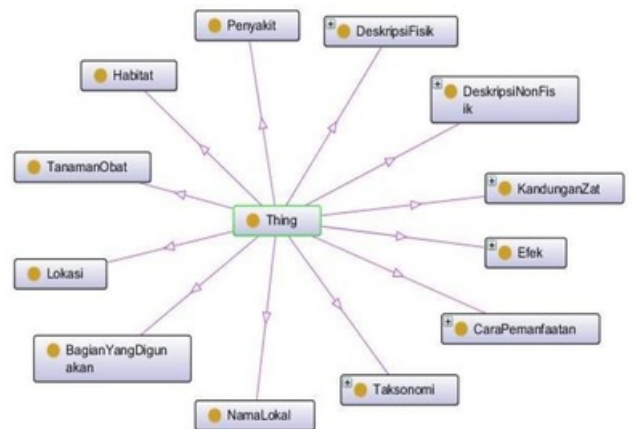 Penyakit
DeskripsiFisik
Habitat
DeskripsiNonFis
ik
TanamanObat
KandunganZat
Thing
Efek
Lokasi
CaraPemanfaatan
BagianYangDigun
akan
Taksonomi
NamaLokal